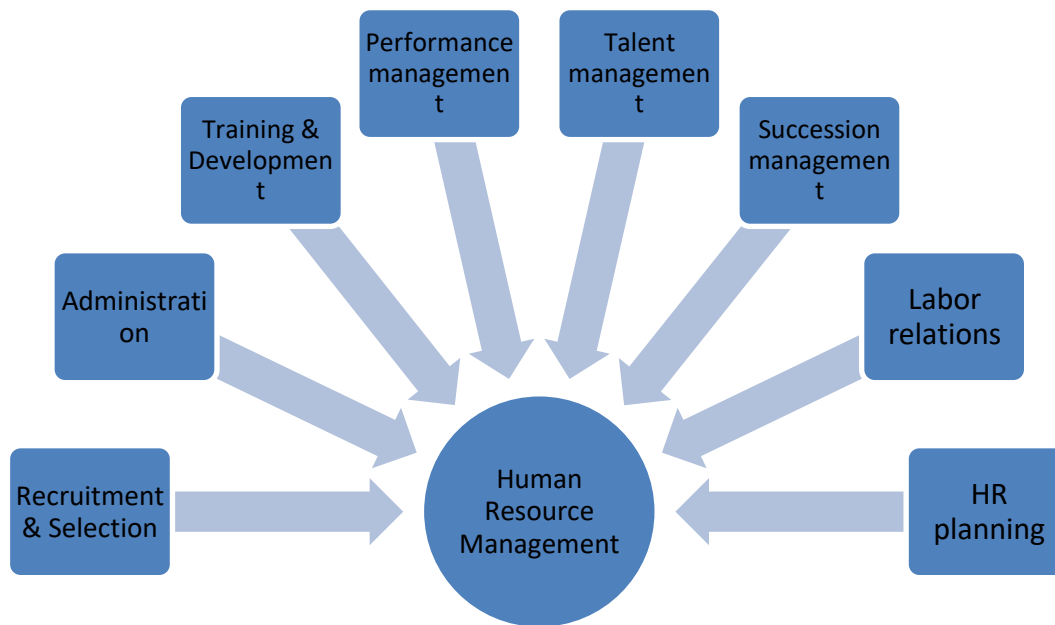 Performance
managemen
t
Talent
managemen
t
Training &
Developmen
t
Succession
managemen
t
Administrati
on
Labor
relations
Recruitment
& Selection
Human
Resource
Management
HR
planning